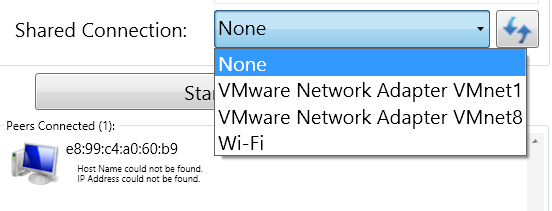 Shared Connection: None
None
VMware Network Adapter VMnet1
VMware Network Adapter VMnet8
Wi-Fi
Sta
Peers Connected (1):
e8:99:c4:a0:60:b9
Host Name could not be found.
IP Address could not be found.